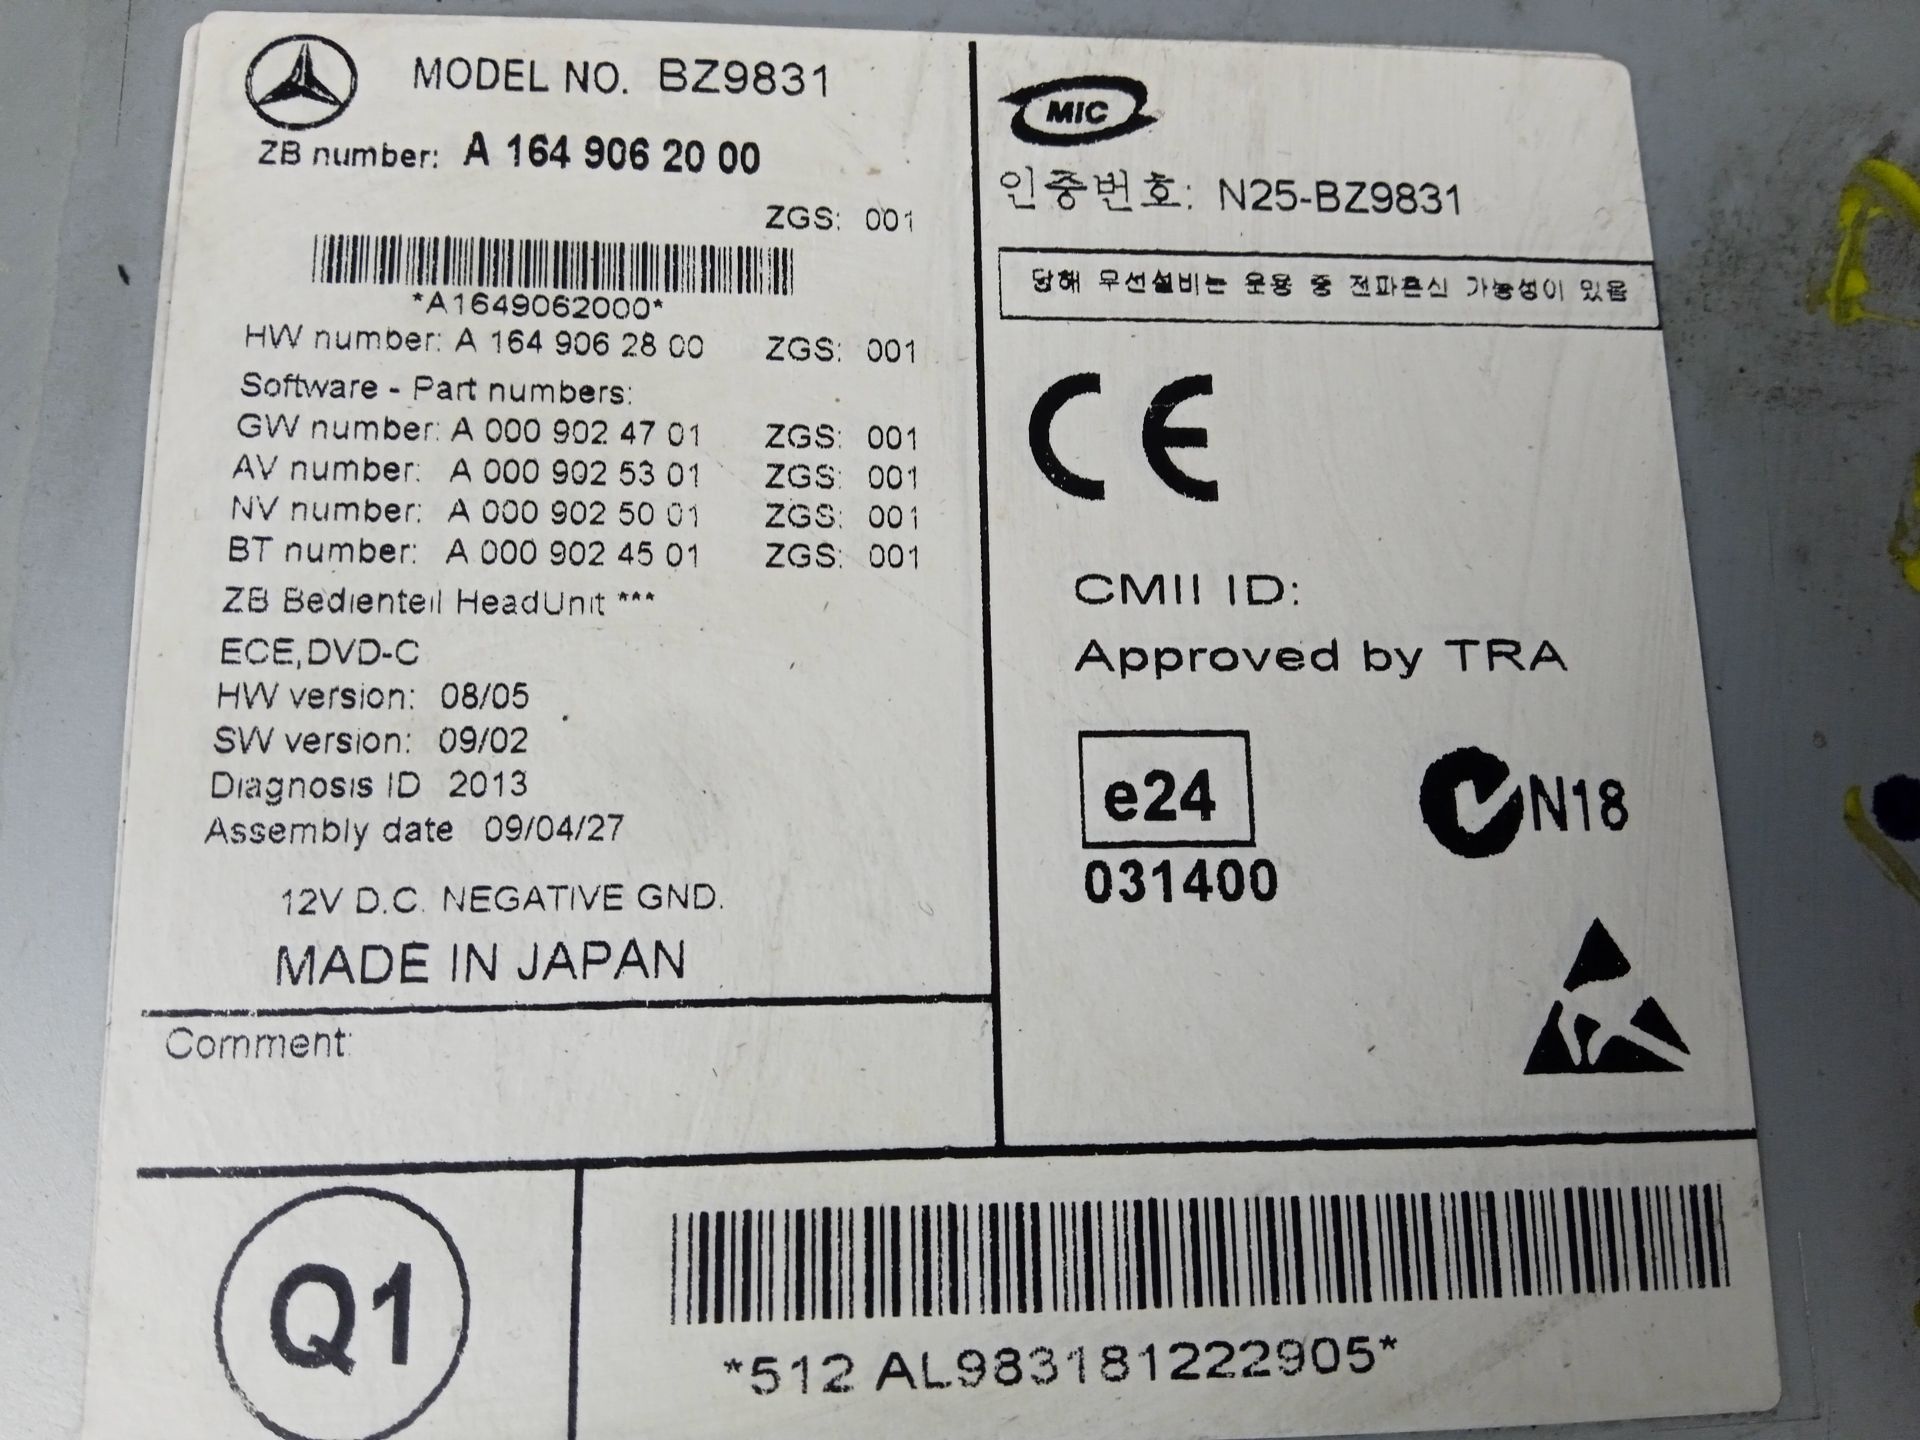 MODEL NO. BZ9831
ZB number: A 164 906 20 00
ZGS: 001
*A1649062000*
HW number: A 164 906 28 00 ZGS: 001
Software - Part numbers:
GW number: A 000 902 47 01 ZGS: 001
AV number: A 000 902 53 01 ZGS: 001
NV number: A 000 902 50 01 ZGS: 001
BT number: A 000 902 45 01 ZGS: 001
ZB Bedienteil HeadUnit ***
ECE,DVD-C
HW version: 08/05
SW version: 09/02
Diagnosis ID 2013
Assembly date 09/04/27
12V D.C. NEGATIVE GND.
MADE IN JAPAN
Comment:
MIC
인증번호: N25-BZ9831
당해 무선설비는 운용 중 전파혼신 가능성이 있음
CE
CMII ID:
Approved by TRA
e24
031400
N18
Q1
*512 AL983181222905*